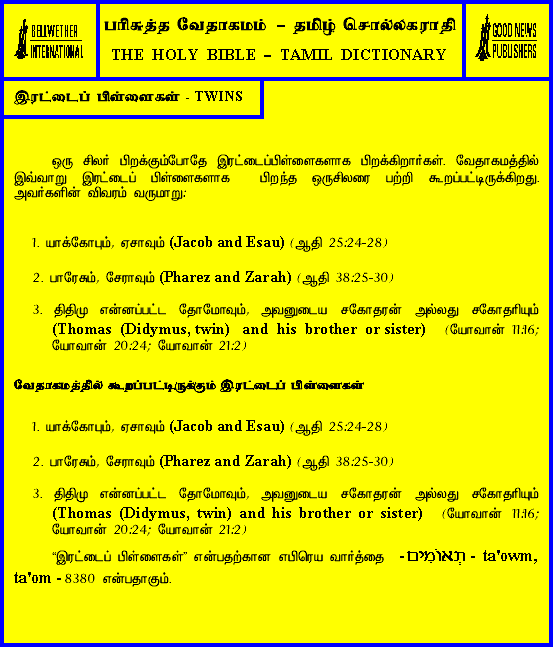 BELLWETHER
INTERNATIONAL
பரிசுத்த வேதாகமம் – தமிழ் சொல்லகராதி
THE HOLY BIBLE – TAMIL DICTIONARY
GOOD NEWS
PUBLISHERS
இரட்டைப் பிள்ளைகள் - TWINS
ஒரு சிலர் பிறக்கும்போதே இரட்டைப்பிள்ளைகளாக பிறக்கிறார்கள். வேதாகமத்தில்
இவ்வாறு இரட்டைப் பிள்ளைகளாக பிறந்த ஒருசிலரை பற்றி கூறப்பட்டிருக்கிறது.
அவர்களின் விவரம் வருமாறு:
1. யாக்கோபும், ஏசாவும் (Jacob and Esau) (ஆதி 25:24-28)
2. பாரேசும், சேராவும் (Pharez and Zarah) (ஆதி 38:25-30)
3. திதிமு என்னப்பட்ட தோமோவும், அவனுடைய சகோதரன் அல்லது சகோதரியும்
(Thomas (Didymus, twin) and his brother or sister) (யோவான் 11:16;
யோவான் 20:24; யோவான் 21:2)
வேதாகமத்தில் கூறப்பட்டிருக்கும் இரட்டைப் பிள்ளைகள்
1. யாக்கோபும், ஏசாவும் (Jacob and Esau) (ஆதி 25:24-28)
2. பாரேசும், சேராவும் (Pharez and Zarah) (ஆதி 38:25-30)
3. திதிமு என்னப்பட்ட தோமோவும், அவனுடைய சகோதரன் அல்லது சகோதரியும்
(Thomas (Didymus, twin) and his brother or sister) (யோவான் 11:16;
யோவான் 20:24; யோவான் 21:2)
“இரட்டைப் பிள்ளைகள்” என்பதற்கான எபிரெய வார்த்தை - תְּאוֹמִים - ta'owm,
ta'om - 8380 என்பதாகும்.